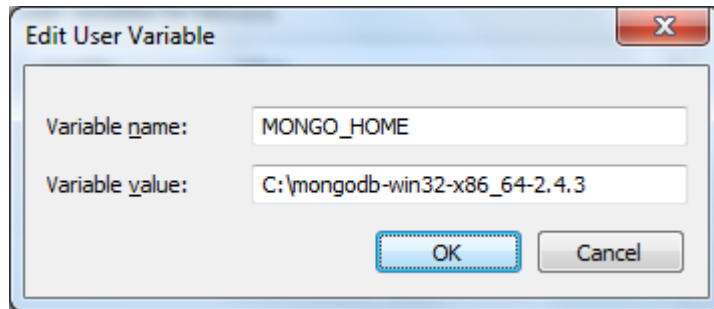 Edit User Variable
Variable name: MONGO_HOME
Variable value: C:\mongodb-win32-x86_64-2.4.3
OK Cancel